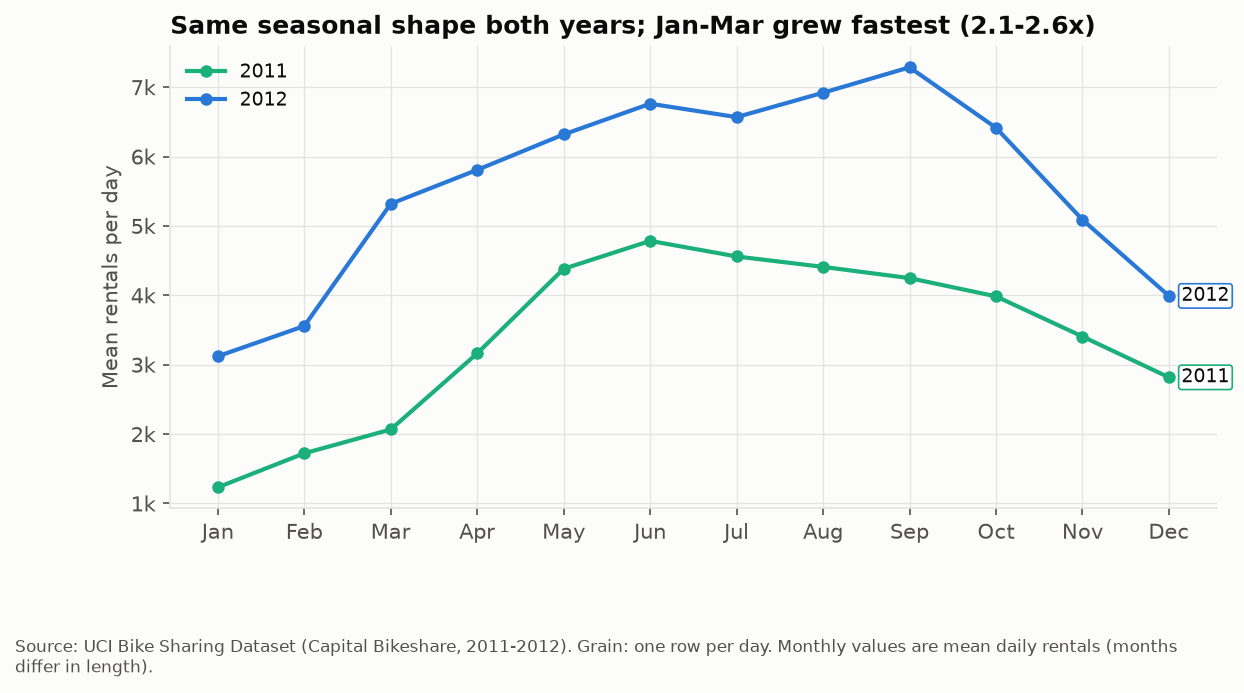 Same seasonal shape both years; Jan-Mar grew fastest (2.1-2.6x)
2011
2012
7k
6k
5k
4k
3k
2k
1k
Mean rentals per day
2012
2011
Jan Feb Mar Apr May Jun Jul Aug Sep Oct Nov Dec
Source: UCI Bike Sharing Dataset (Capital Bikeshare, 2011-2012). Grain: one row per day. Monthly values are mean daily rentals (months
differ in length).